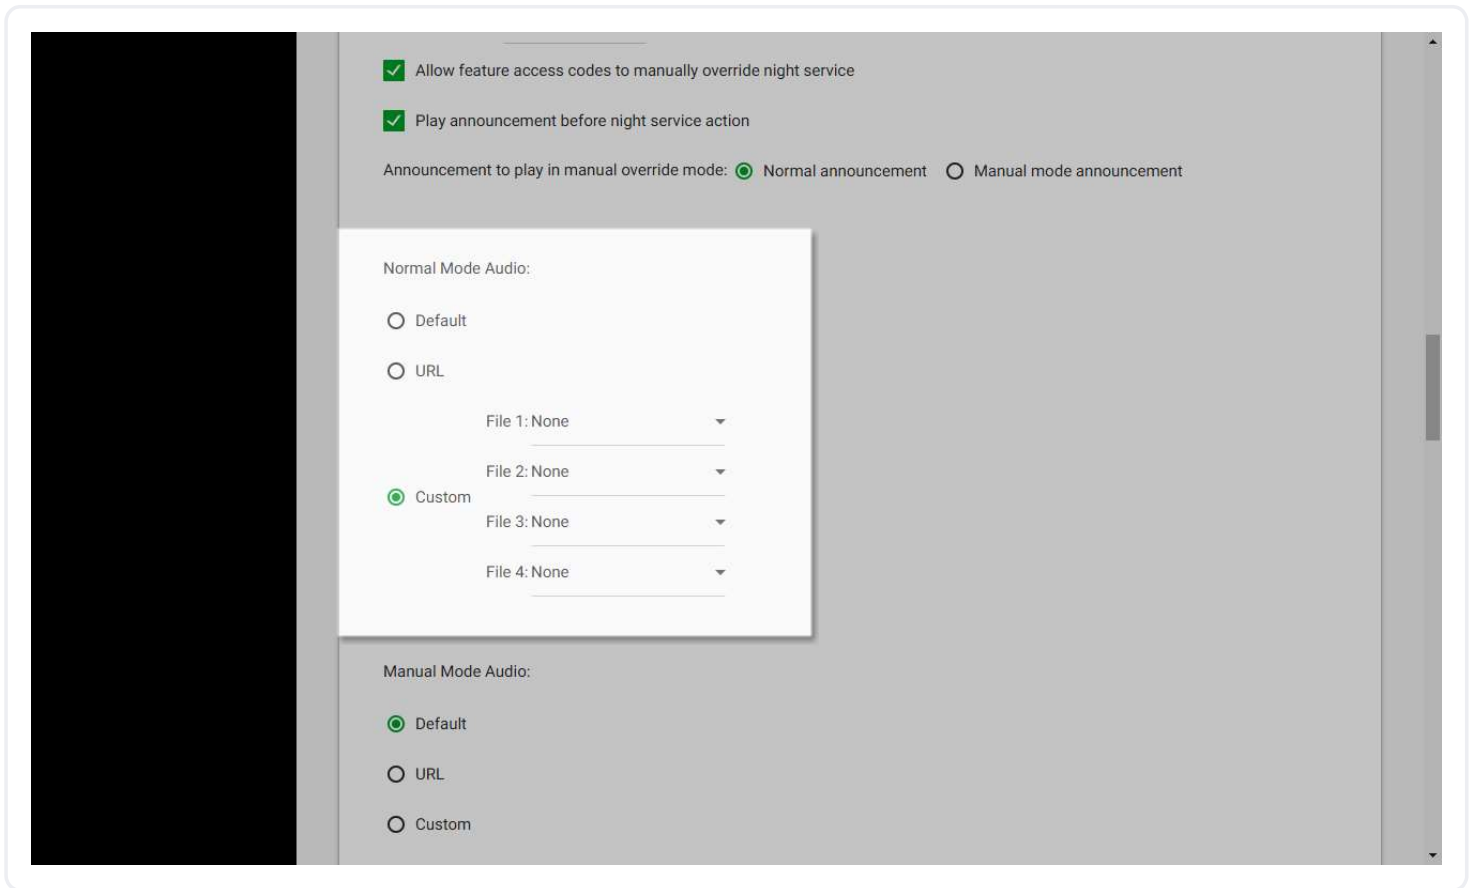 Allow feature access codes to manually override night service
Play announcement before night service action
Announcement to play in manual override mode: Normal announcement Manual mode announcement
Normal Mode Audio:
Default
URL
File 1: None
File 2: None
Custom
File 3: None
File 4: None
Manual Mode Audio:
Default
URL
Custom